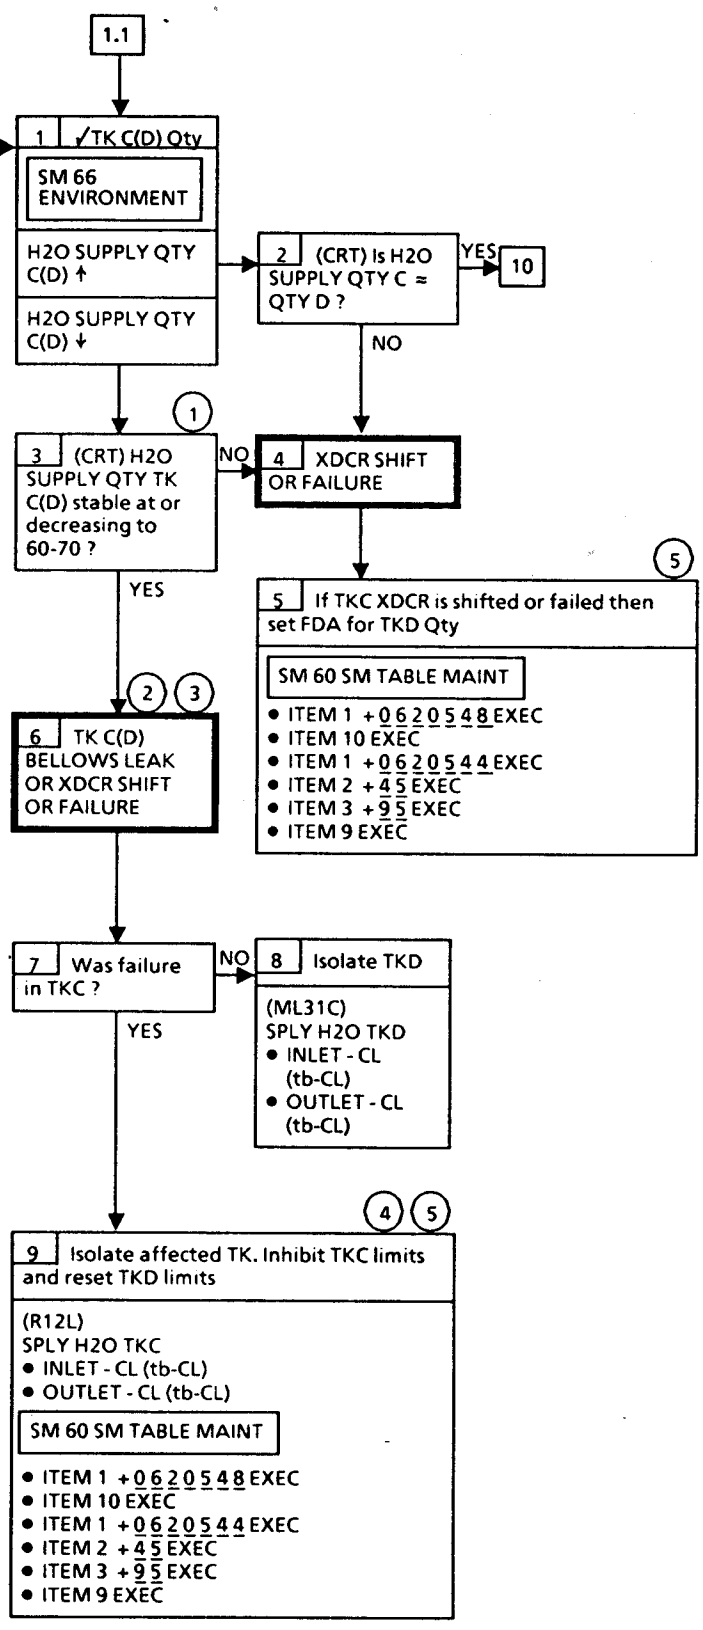 1.1
1 √TK C(D) Qty
SM 66
ENVIRONMENT
H2O SUPPLY QTY
C(D) ↑
H2O SUPPLY QTY
C(D) ↓
2 (CRT) Is H2O
SUPPLY QTY C ≈
QTY D ?
YES
10
NO
1
3 (CRT) H2O
SUPPLY QTY TK
C(D) stable at or
decreasing to
60-70 ?
NO
4 XDCR SHIFT
OR FAILURE
YES
5
5 If TKC XDCR is shifted or failed then
set FDA for TKD Qty
SM 60 SM TABLE MAINT
● ITEM 1 +0620548 EXEC
● ITEM 10 EXEC
● ITEM 1 +0620544 EXEC
● ITEM 2 +45 EXEC
● ITEM 3 +95 EXEC
● ITEM 9 EXEC
2 3
6 TK C(D)
BELLOWS LEAK
OR XDCR SHIFT
OR FAILURE
7 Was failure
in TKC ?
NO
YES
8 Isolate TKD
(ML31C)
SPLY H2O TKD
● INLET - CL
(tb-CL)
● OUTLET - CL
(tb-CL)
4 5
9 Isolate affected TK. Inhibit TKC limits
and reset TKD limits
(R12L)
SPLY H2O TKC
● INLET - CL (tb-CL)
● OUTLET - CL (tb-CL)
SM 60 SM TABLE MAINT
● ITEM 1 +0620548 EXEC
● ITEM 10 EXEC
● ITEM 1 +0620544 EXEC
● ITEM 2 +45 EXEC
● ITEM 3 +95 EXEC
● ITEM 9 EXEC